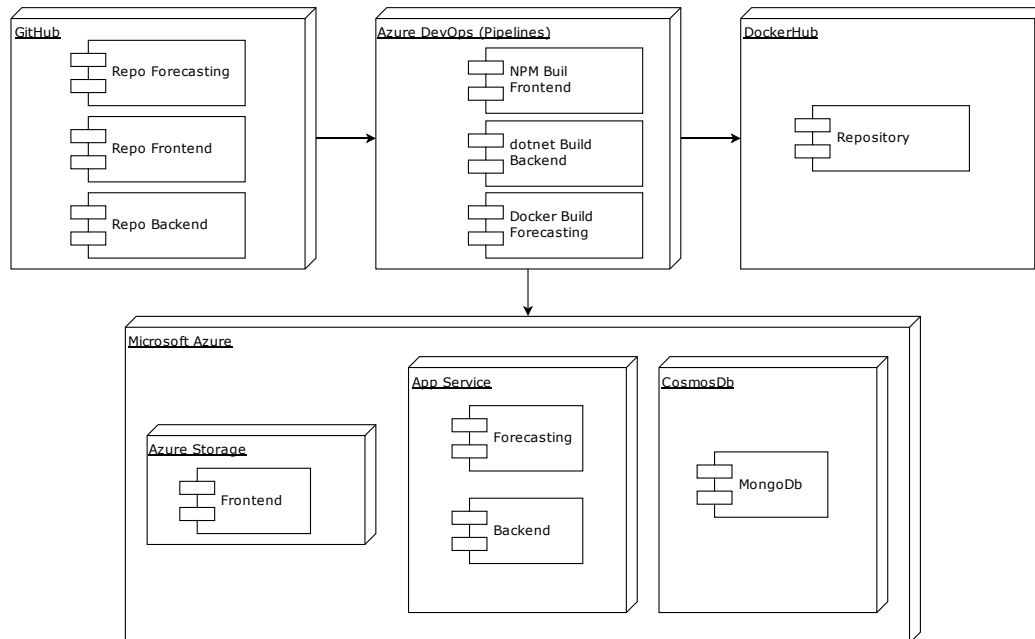 GitHub
Repo Forecasting
Repo Frontend
Repo Backend
Azure DevOps (Pipelines)
NPM Buil
Frontend
dotnet Build
Backend
Docker Build
Forecasting
DockerHub
Repository
Microsoft Azure
Azure Storage
Frontend
App Service
Forecasting
Backend
CosmosDb
MongoDb